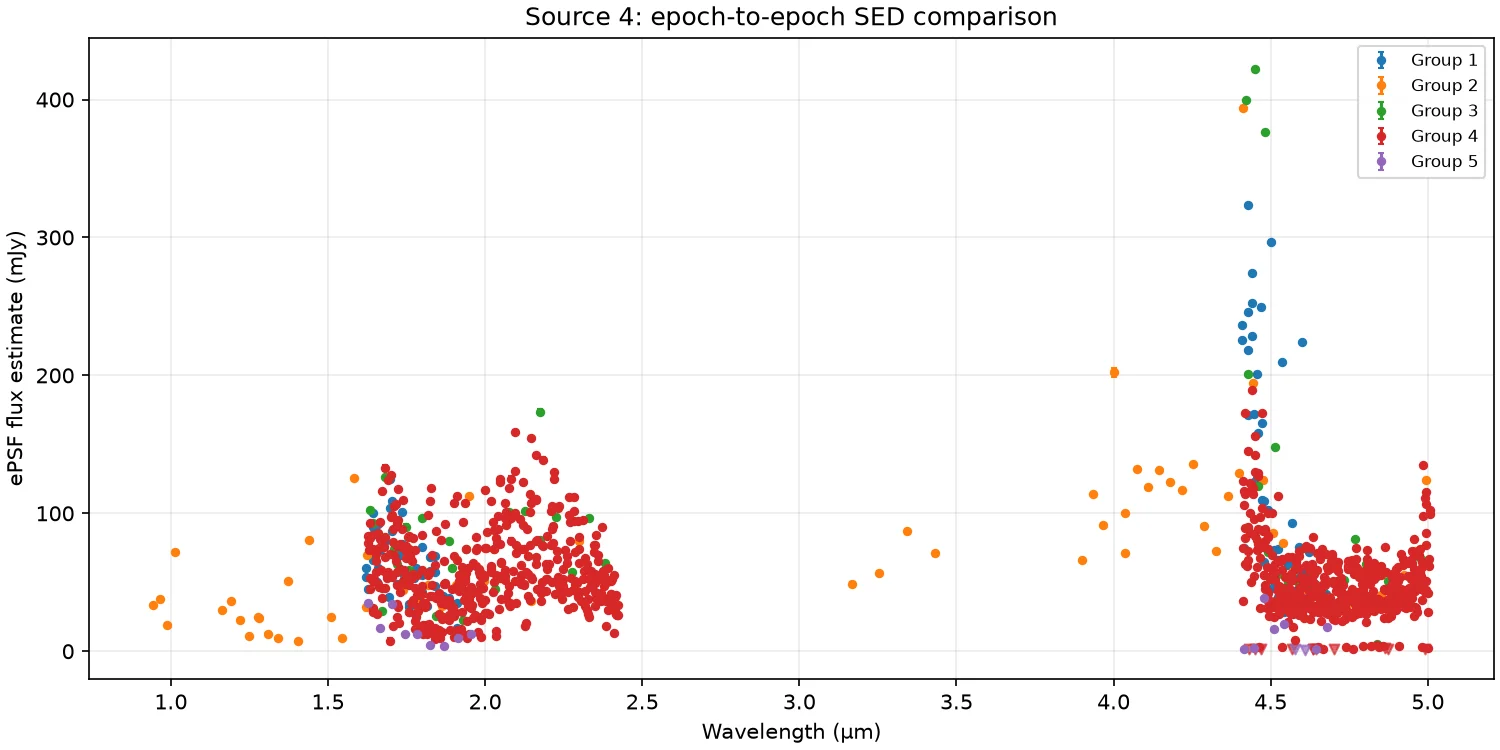 Source 4: epoch-to-epoch SED comparison
ePSF flux estimate (mJy)
400
300
200
100
0
Group 1
Group 2
Group 3
Group 4
Group 5
1.0 1.5 2.0 2.5 3.0 3.5 4.0 4.5 5.0
Wavelength (µm)